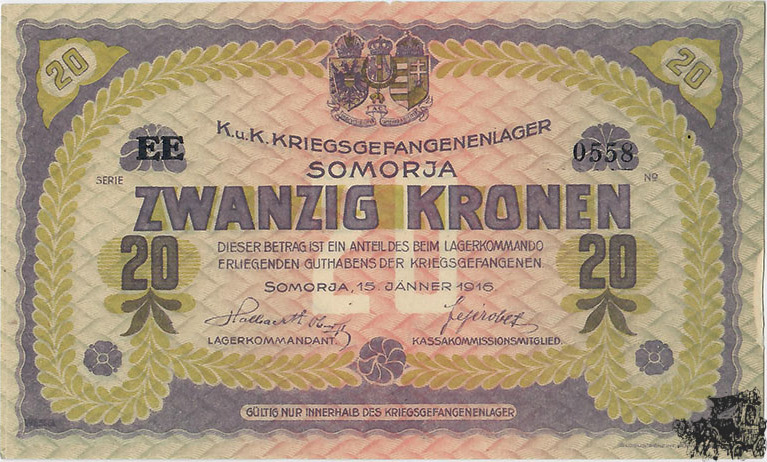 20 20
K.u.K. KRIEGSGEFANGENENLAGER
SOMORJA
EE 0558
SERIE No
ZWANZIG KRONEN
20 20
DIESER BETRAG IST EIN ANTEIL DES BEIM LAGERKOMMANDO
ERLIEGENDEN GUTHABENS DER KRIEGSGEFANGENEN.
20
SOMORJA, 15. JÄNNER 1916.
LAGERKOMMANDANT. KASSAKOMMISSIONSMITGLIED.
GÜLTIG NUR INNERHALB DES KRIEGSGEFANGENENLAGER